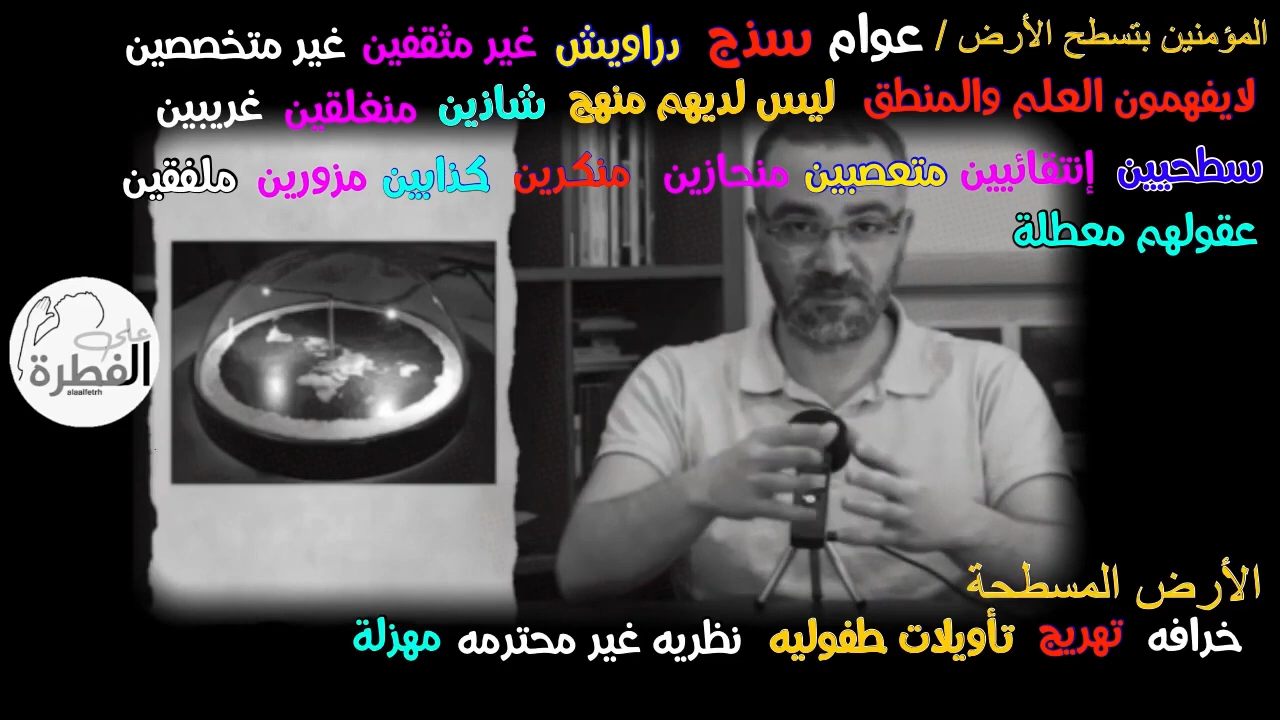 المؤمنين بتسطح الأرض / عوام سذج دراويش غير مثقفين غير متخصصين
لايفهمون العلم والمنطق ليس لديهم منهج شاذين منغلقين غريبين
سطحيين إنتقائيين متعصبين منحازين منكرين كذابين مزورين ملفقين
عقولهم معطلة
على
الفطرة
alaalfetrh
الأرض المسطحة
خرافه تهريج تأويلات طفوليه نظريه غير محترمه مهزلة